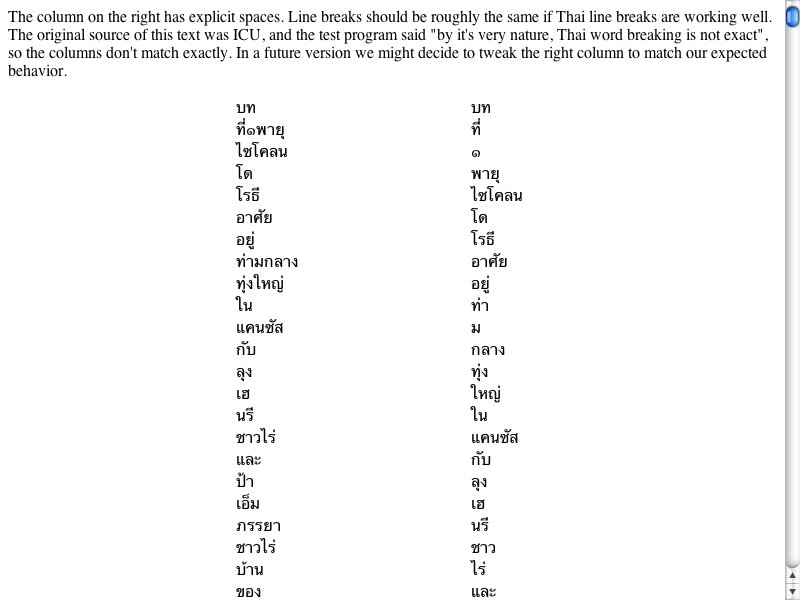 The column on the right has explicit spaces. Line breaks should be roughly the same if Thai line breaks are working well.
The original source of this text was ICU, and the test program said "by it's very nature, Thai word breaking is not exact",
so the columns don't match exactly. In a future version we might decide to tweak the right column to match our expected
behavior.
บท
ที่๑พายุ
ไซโคลน
โด
โรธี
อาศัย
อยู่
ท่ามกลาง
ทุ่งใหญ่
ใน
แคนซัส
กับ
ลุง
เฮ
นรี
ชาวไร่
และ
ป้า
เอ็ม
ภรรยา
ชาวไร่
บ้าน
ของ
บท
ที่
๑
พายุ
ไซโคลน
โด
โรธี
อาศัย
อยู่
ท่า
ม
กลาง
ทุ่ง
ใหญ่
ใน
แคนซัส
กับ
ลุง
เฮ
นรี
ชาว
ไร่
และ